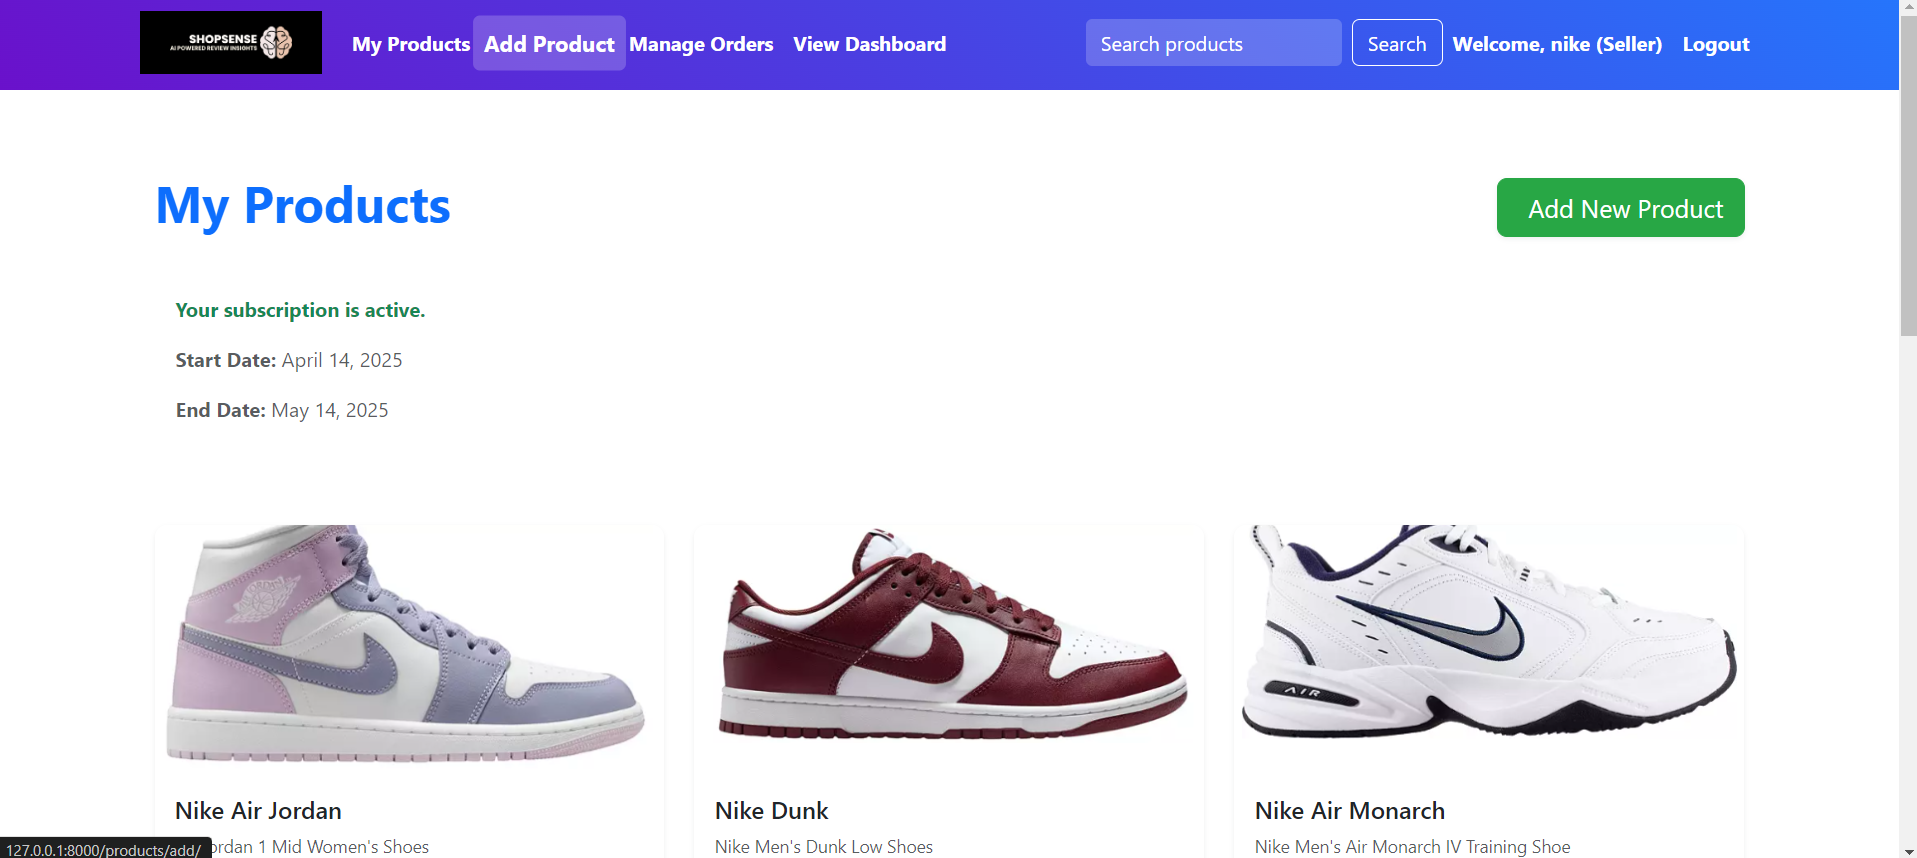 SHOPSENSE
AI POWERED REVIEW INSIGHTS
My Products Add Product Manage Orders View Dashboard Search products Search Welcome, nike (Seller) Logout
My Products
Add New Product
Your subscription is active.
Start Date: April 14, 2025
End Date: May 14, 2025
AIR
Nike Air Jordan Nike Dunk Nike Air Monarch
rdan 1 Mid Women's Shoes Nike Men's Dunk Low Shoes Nike Men's Air Monarch IV Training Shoe
127.0.0.1:8000/products/add/